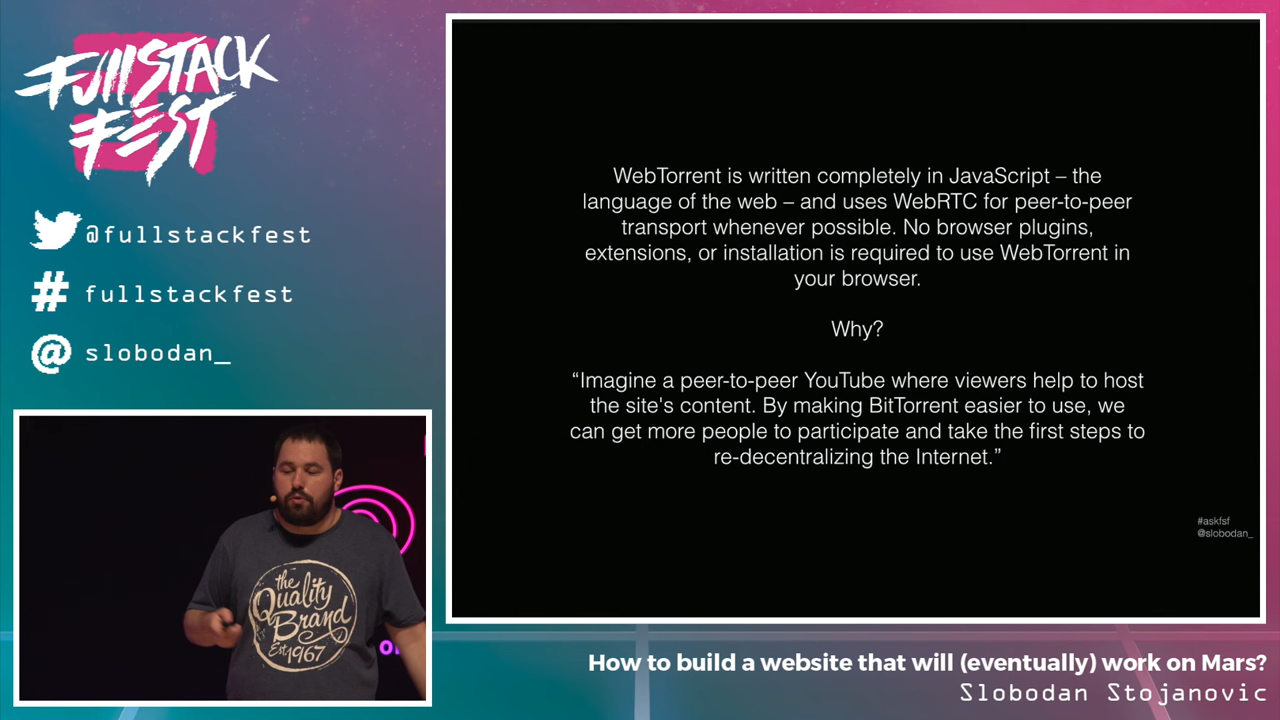 FullStack
Fest
@fullstackfest
# fullstackfest
@ slobodan_
WebTorrent is written completely in JavaScript – the
language of the web – and uses WebRTC for peer-to-peer
transport whenever possible. No browser plugins,
extensions, or installation is required to use WebTorrent in
your browser.
Why?
“Imagine a peer-to-peer YouTube where viewers help to host
the site's content. By making BitTorrent easier to use, we
can get more people to participate and take the first steps to
re-decentralizing the Internet.”
#askfsf
@slobodan_
the
Quality
Brand
Est.1967
How to build a website that will (eventually) work on Mars?
Slobodan Stojanovic